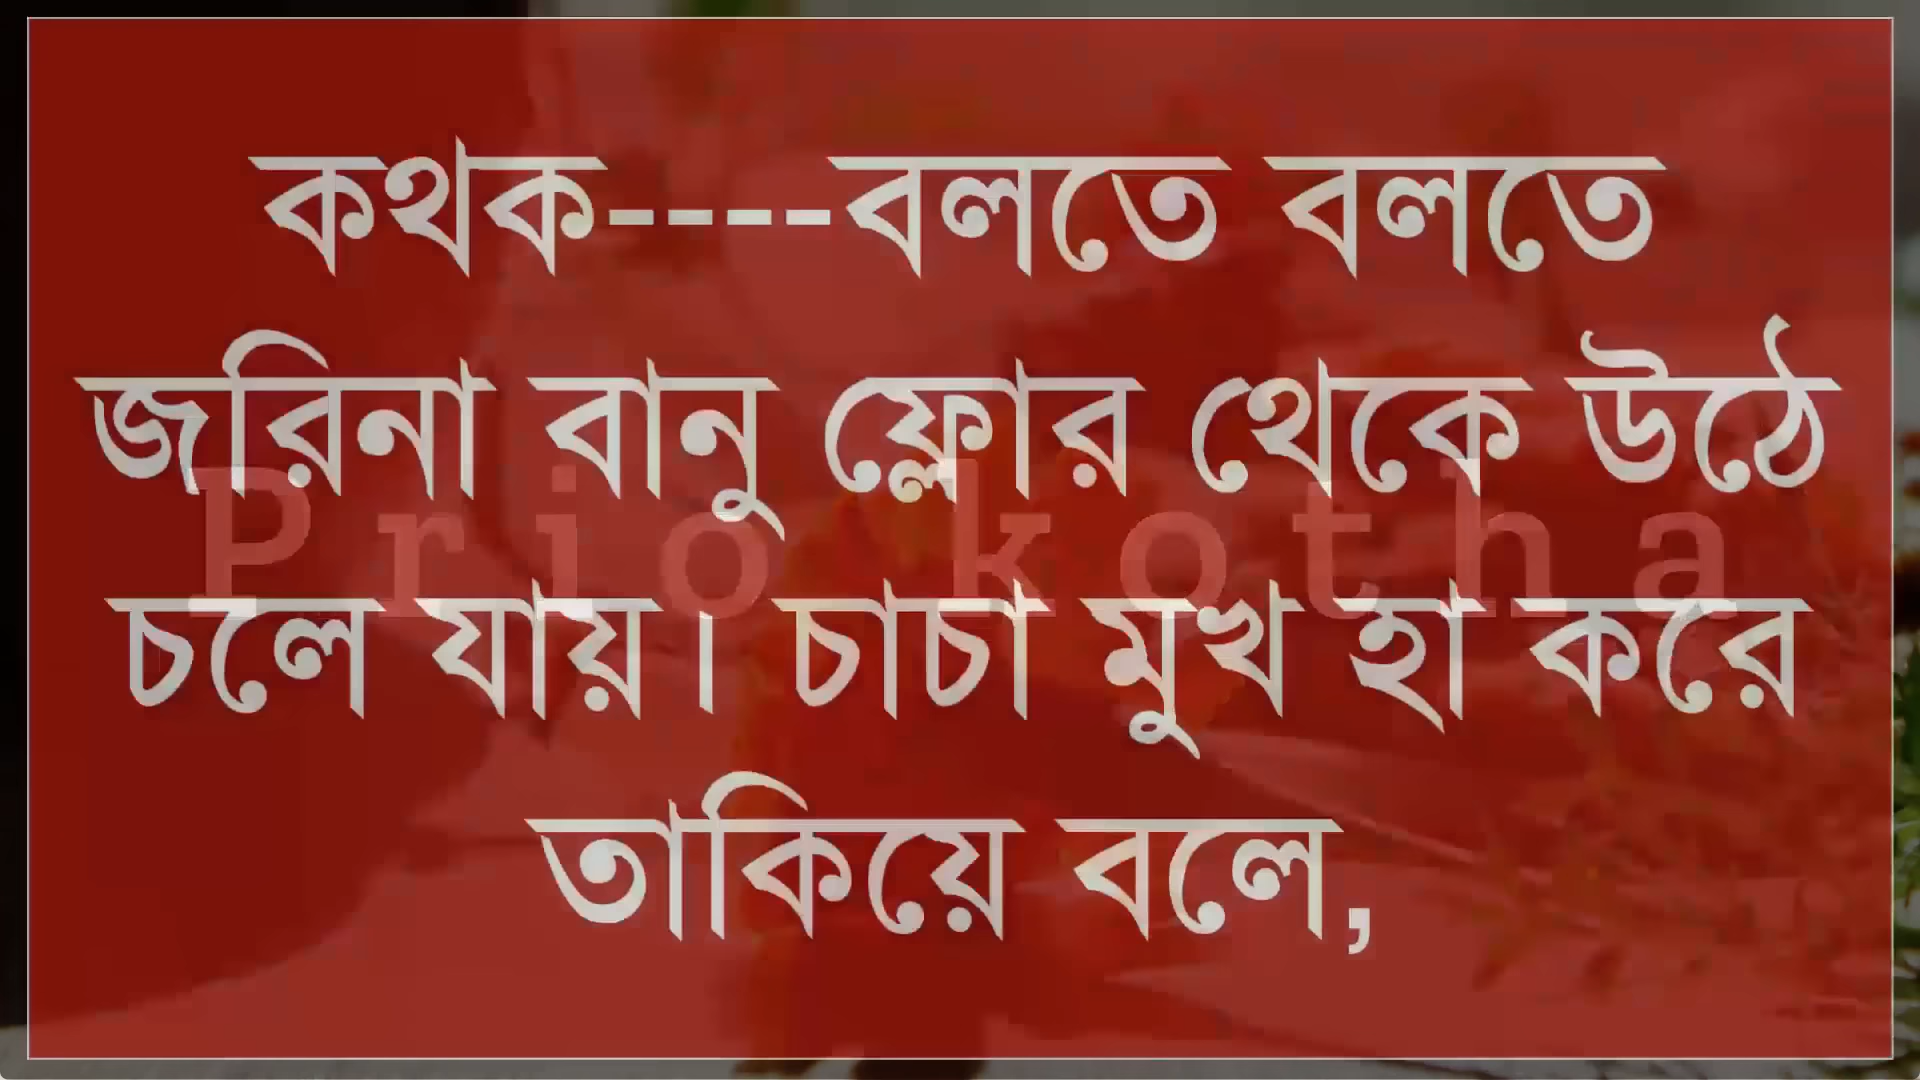 কথক----বলতে বলতে
জরিনা বানু ফ্লোর থেকে উঠে
Prio kotha
চলে যায়। চাচা মুখ হা করে
তাকিয়ে বলে,